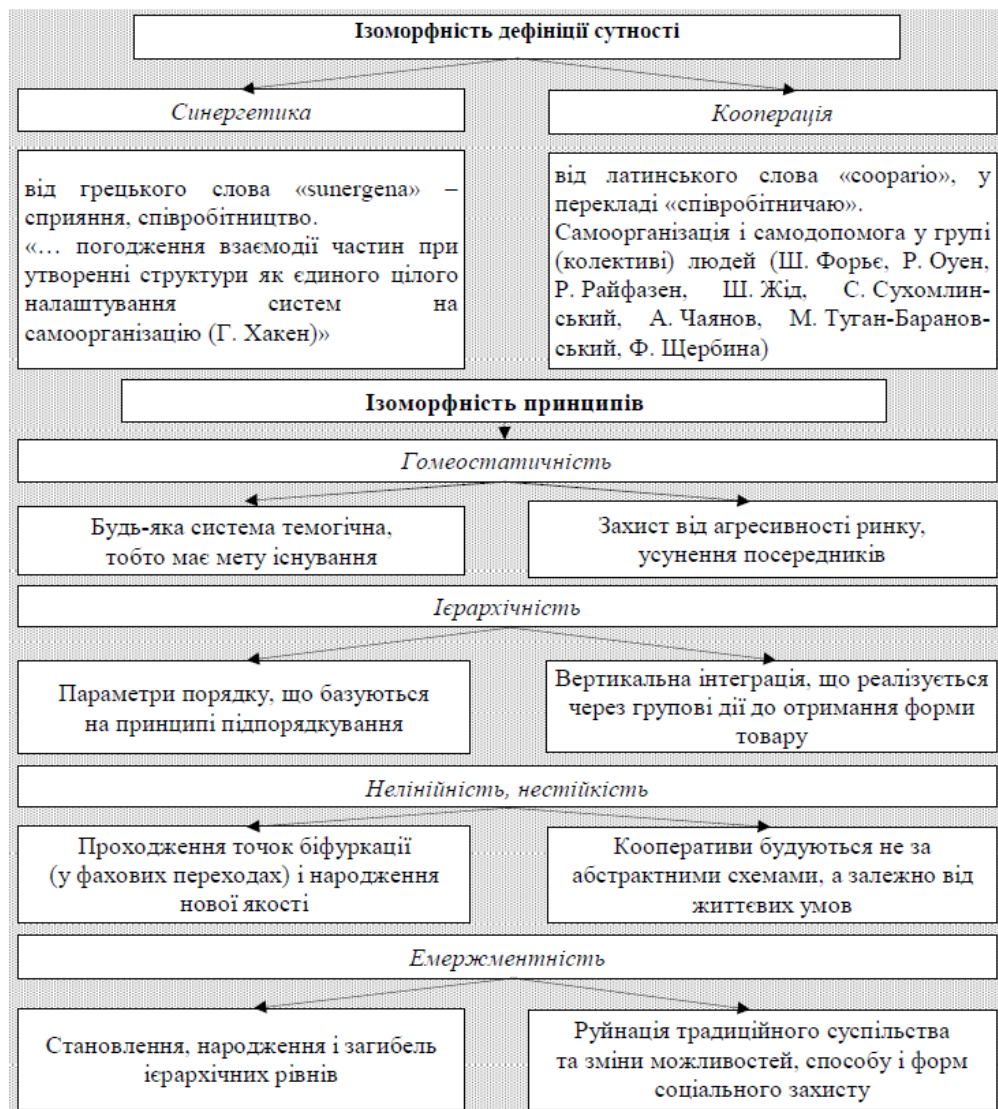 Ізоморфність дефініції сутності
Синергетика
Кооперація
від грецького слова «sunergena» –
сприяння, співробітництво.
«… погодження взаємодії частин при
утворенні структури як єдиного цілого
налаштування систем на
самоорганізацію (Г. Хакен)»
від латинського слова «coopario», у
перекладі «співробітничаю».
Самоорганізація і самодопомога у групі
(колективі) людей (Ш. Форьє, Р. Оуен,
Р. Райфазен, Ш. Жід, С. Сухомлин-
ський, А. Чаянов, М. Туган-Баранов-
ський, Ф. Щербина)
Ізоморфність принципів
Гомеостатичність
Будь-яка система темогічна,
тобто має мету існування
Захист від агресивності ринку,
усунення посередників
Ієрархічність
Параметри порядку, що базуються
на принципі підпорядкування
Вертикальна інтеграція, що реалізується
через групові дії до отримання форми
товару
Нелінійність, нестійкість
Проходження точок біфуркації
(у фахових переходах) і народження
нової якості
Кооперативи будуються не за
абстрактними схемами, а залежно від
життєвих умов
Емержментність
Становлення, народження і загибель
ієрархічних рівнів
Руйнація традиційного суспільства
та зміни можливостей, способу і форм
соціального захисту